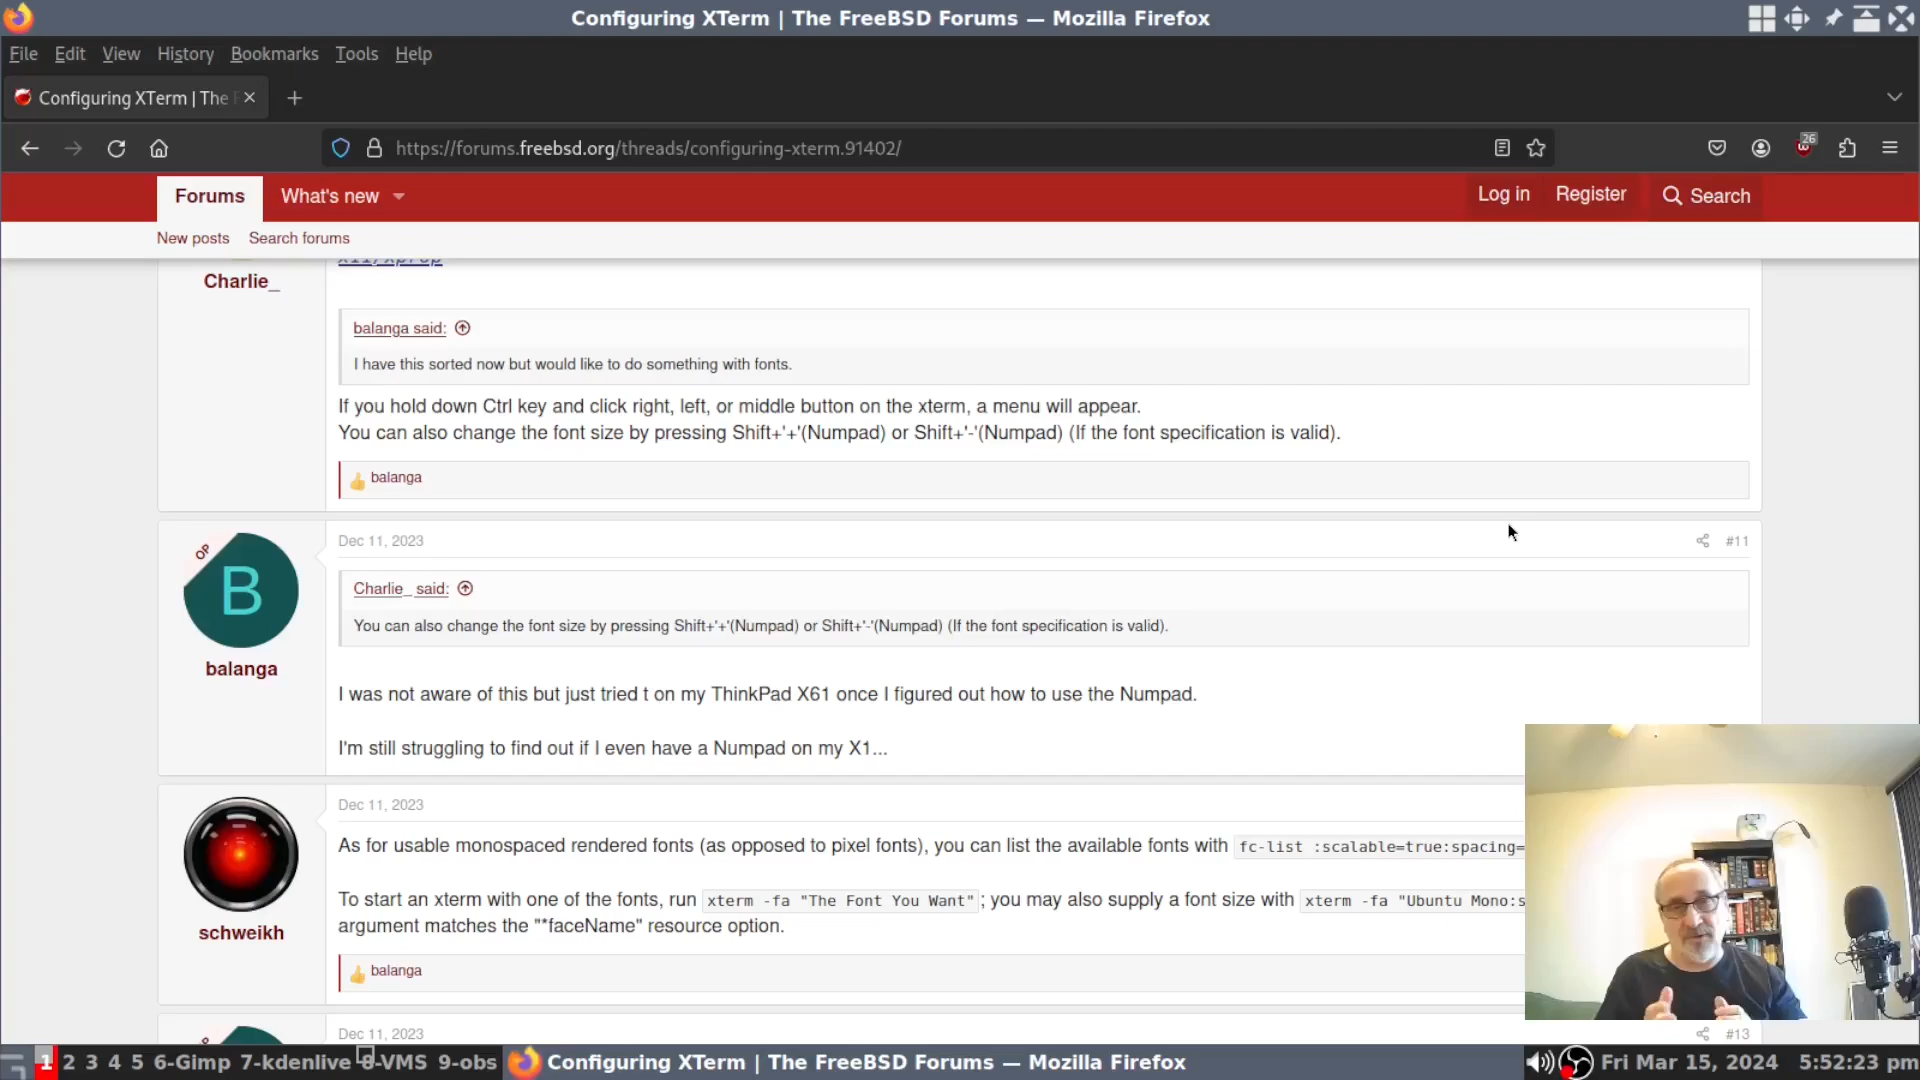 Configuring XTerm | The FreeBSD Forums — Mozilla Firefox
File Edit View History Bookmarks Tools Help
Configuring XTerm | The
https://forums.freebsd.org/threads/configuring-xterm.91402/
26
Forums What's new Log in Register Search
New posts Search forums
x11/xprop
Charlie_
balanga said:
I have this sorted now but would like to do something with fonts.
If you hold down Ctrl key and click right, left, or middle button on the xterm, a menu will appear.
You can also change the font size by pressing Shift+'+'(Numpad) or Shift+'-'(Numpad) (If the font specification is valid).
balanga
OP
B
balanga
Dec 11, 2023 #11
Charlie_ said:
You can also change the font size by pressing Shift+'+'(Numpad) or Shift+'-'(Numpad) (If the font specification is valid).
I was not aware of this but just tried t on my ThinkPad X61 once I figured out how to use the Numpad.
I'm still struggling to find out if I even have a Numpad on my X1...
schweikh
Dec 11, 2023
As for usable monospaced rendered fonts (as opposed to pixel fonts), you can list the available fonts with fc-list :scalable=true:spacing=
To start an xterm with one of the fonts, run xterm -fa "The Font You Want"; you may also supply a font size with xterm -fa "Ubuntu Mono:s
argument matches the "*faceName" resource option.
balanga
Dec 11, 2023 #13
1 2 3 4 5 6-Gimp 7-kdenlive 8-VMS 9-obs Configuring XTerm | The FreeBSD Forums — Mozilla Firefox Fri Mar 15, 2024 5:52:23 pm